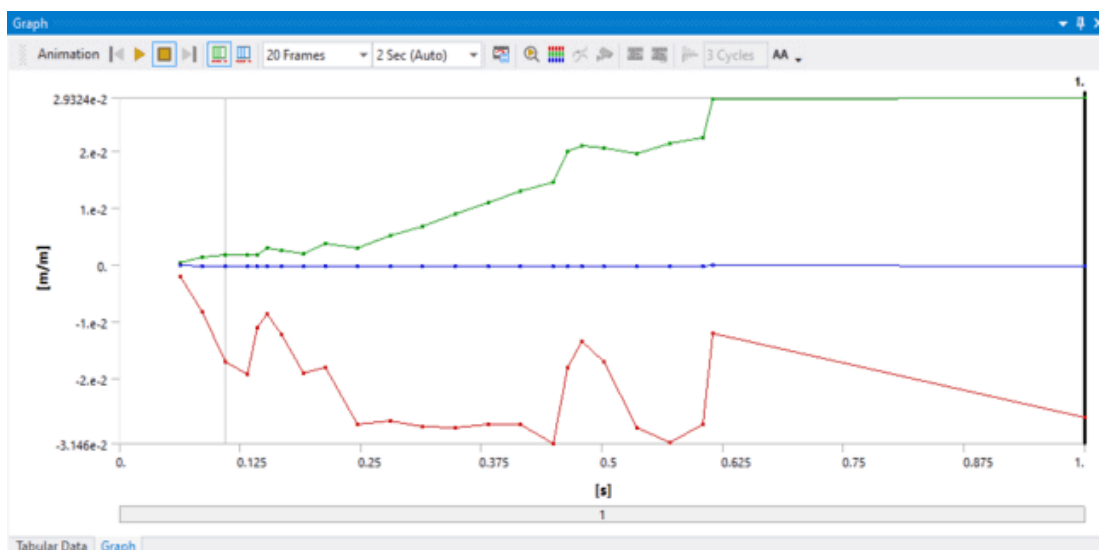 Graph
Animation 20 Frames 2 Sec (Auto) 3 Cycles AA
1.
2.9324e-2
2.e-2
1.e-2
0.
-1.e-2
-2.e-2
-3.146e-2
[m/m]
0. 0.125 0.25 0.375 0.5 0.625 0.75 0.875 1.
[s]
1
Tabular Data Graph